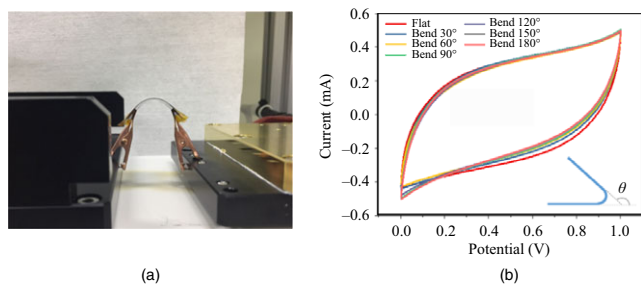 0.6
0.4
0.2
0.0
−0.2
−0.4
−0.6
Current (mA)
Flat
Bend 30°
Bend 60°
Bend 90°
Bend 120°
Bend 150°
Bend 180°
θ
0.0 0.2 0.4 0.6 0.8 1.0
Potential (V)
(a)
(b)